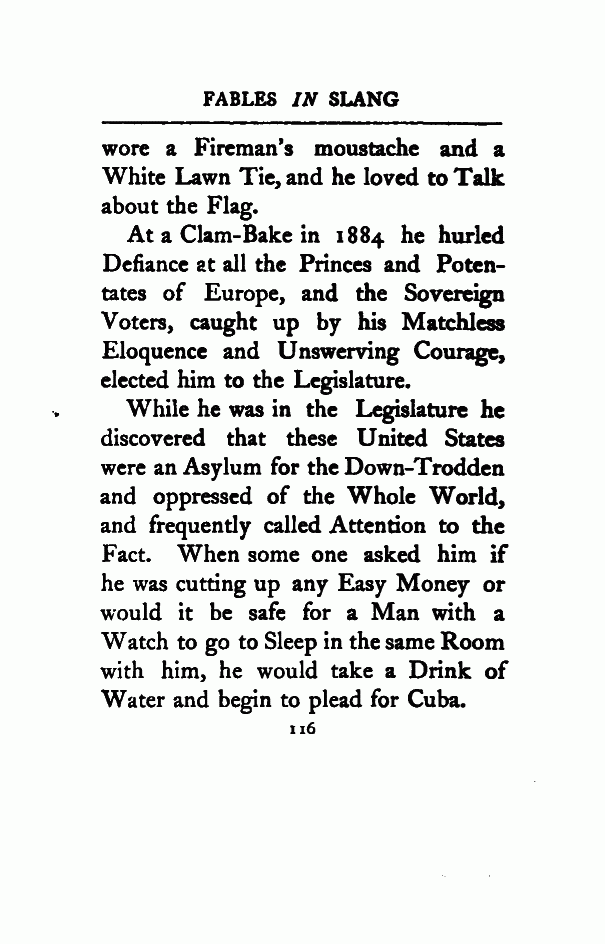 FABLES IN SLANG
wore a Fireman's moustache and a
White Lawn Tie, and he loved to Talk
about the Flag.
At a Clam-Bake in 1884 he hurled
Defiance at all the Princes and Poten-
tates of Europe, and the Sovereign
Voters, caught up by his Matchless
Eloquence and Unswerving Courage,
elected him to the Legislature.
While he was in the Legislature he
discovered that these United States
were an Asylum for the Down-Trodden
and oppressed of the Whole World,
and frequently called Attention to the
Fact. When some one asked him if
he was cutting up any Easy Money or
would it be safe for a Man with a
Watch to go to Sleep in the same Room
with him, he would take a Drink of
Water and begin to plead for Cuba.
116